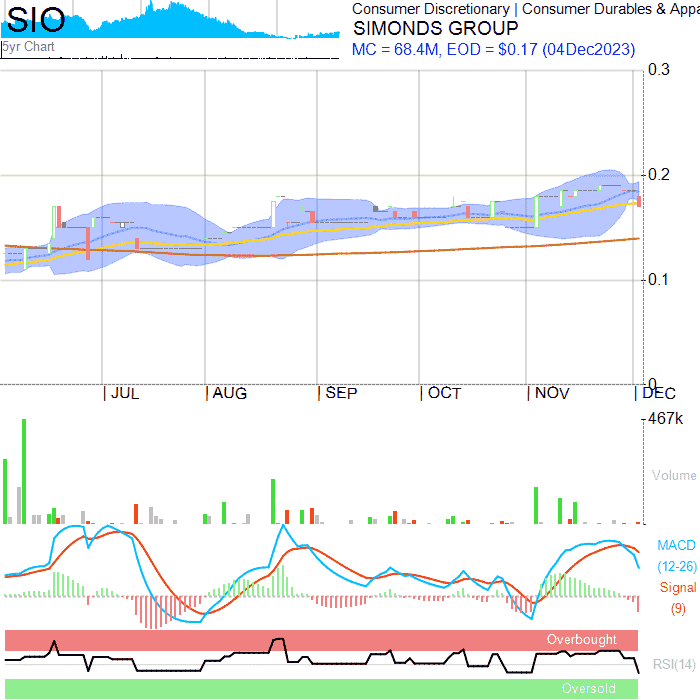 SIO
5yr Chart
Consumer Discretionary | Consumer Durables & Appa
SIMONDS GROUP
MC = 68.4M, EOD = $0.17 (04Dec2023)
0.3
0.2
0.1
0
| JUL | AUG | SEP | OCT | NOV | DEC
467k
Volume
MACD
(12-26)
Signal
(9)
Overbought
RSI(14)
Oversold